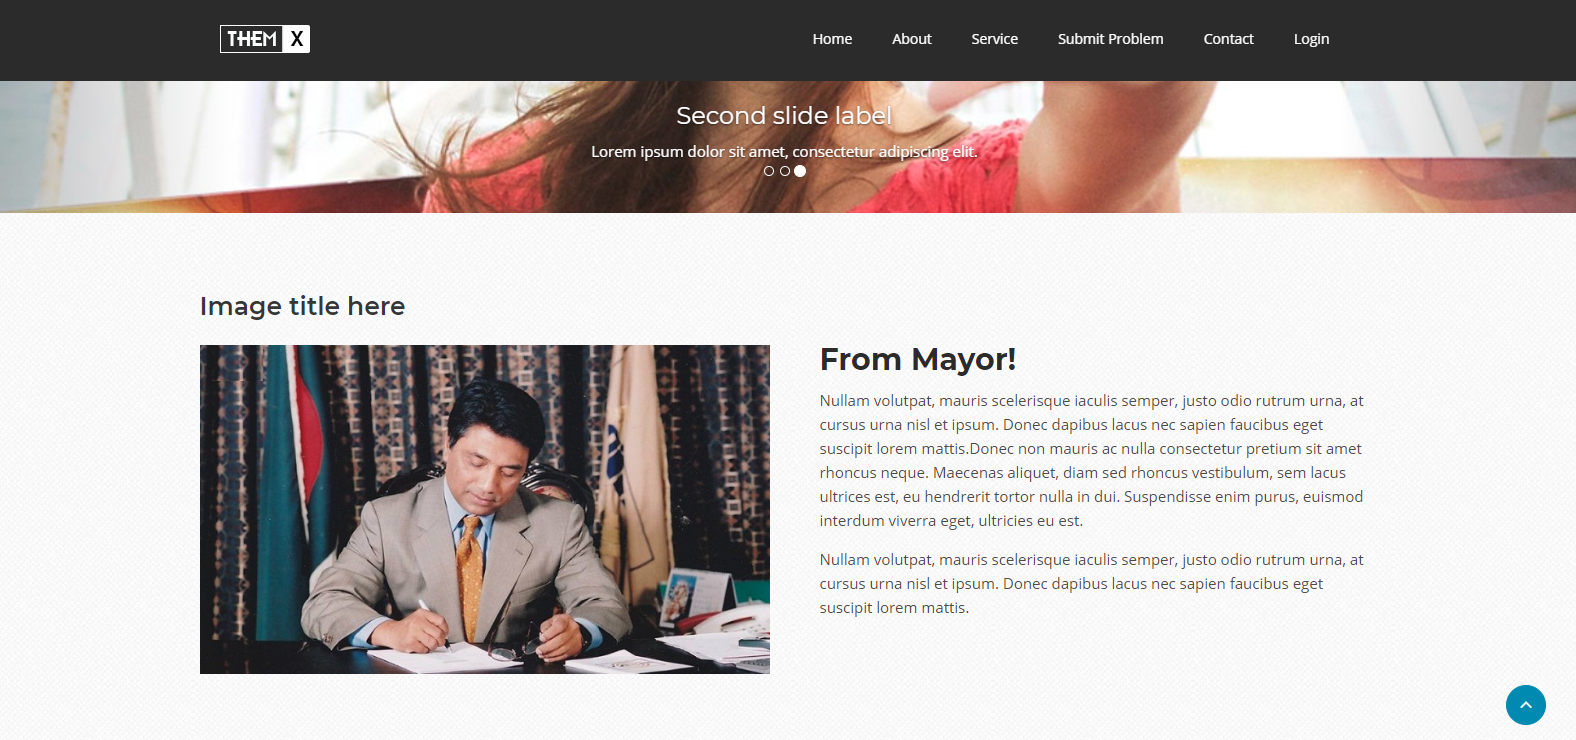 THEM X
Home About Service Submit Problem Contact Login
Second slide label
Lorem ipsum dolor sit amet, consectetur adipiscing elit.
Image title here
From Mayor!
Nullam volutpat, mauris scelerisque iaculis semper, justo odio rutrum urna, at
cursus urna nisl et ipsum. Donec dapibus lacus nec sapien faucibus eget
suscipit lorem mattis.Donec non mauris ac nulla consectetur pretium sit amet
rhoncus neque. Maecenas aliquet, diam sed rhoncus vestibulum, sem lacus
ultrices est, eu hendrerit tortor nulla in dui. Suspendisse enim purus, euismod
interdum viverra eget, ultricies eu est.
Nullam volutpat, mauris scelerisque iaculis semper, justo odio rutrum urna, at
cursus urna nisl et ipsum. Donec dapibus lacus nec sapien faucibus eget
suscipit lorem mattis.